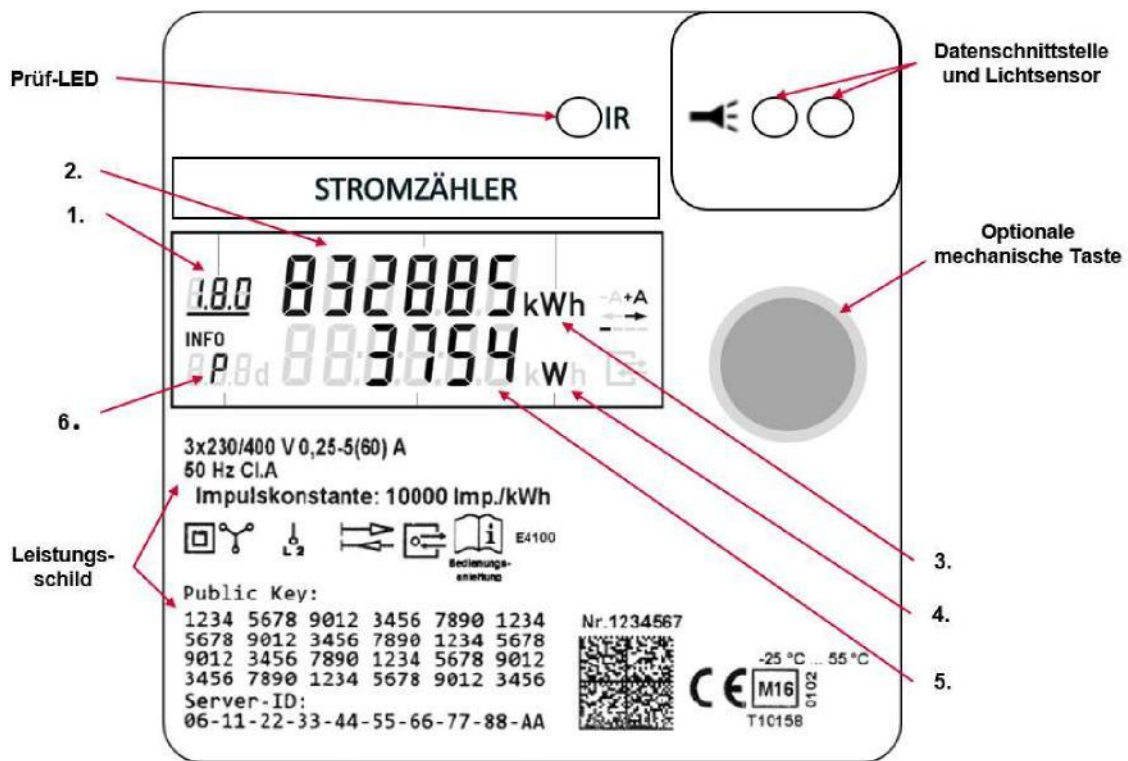 Prüf-LED
Datenschnittstelle
und Lichtsensor
IR
2.
STROMZÄHLER
1.
Optionale
mechanische Taste
1.8.0 832885 kWh -A+A
INFO
P 3754 W
6.
3x230/400 V 0,25-5(60) A
50 Hz Cl.A
Impulskonstante: 10000 Imp./kWh
L 2
i
E4100
Bedienungs-
anleitung
Leistungs-
schild
3.
Public Key:
1234 5678 9012 3456 7890 1234
5678 9012 3456 7890 1234 5678
9012 3456 7890 1234 5678 9012
3456 7890 1234 5678 9012 3456
Server-ID:
06-11-22-33-44-55-66-77-88-AA
Nr.1234567
4.
-25 °C ... 55 °C
5.
CE M16 0102
T10158